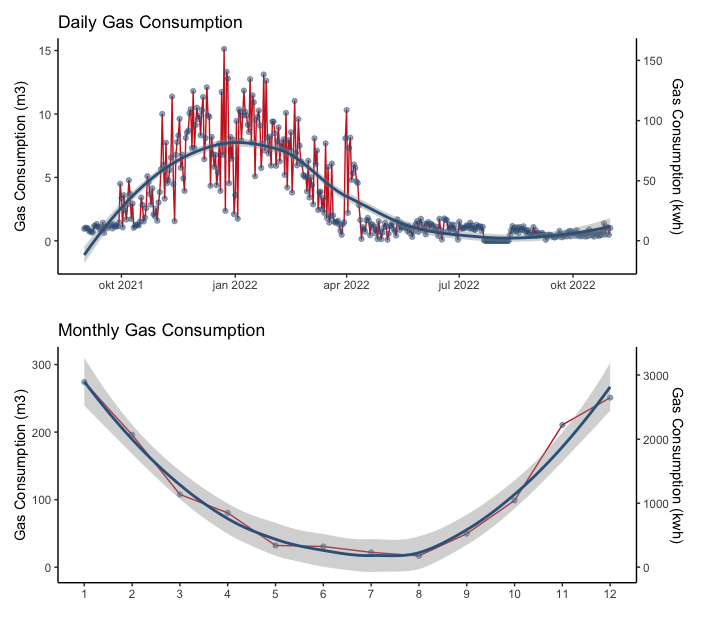 Daily Gas Consumption
Gas Consumption (m3)
15
10
5
0
150
100
50
0
Gas Consumption (kwh)
okt 2021 jan 2022 apr 2022 jul 2022 okt 2022
Monthly Gas Consumption
Gas Consumption (m3)
300
200
100
0
3000
2000
1000
0
Gas Consumption (kwh)
1 2 3 4 5 6 7 8 9 10 11 12